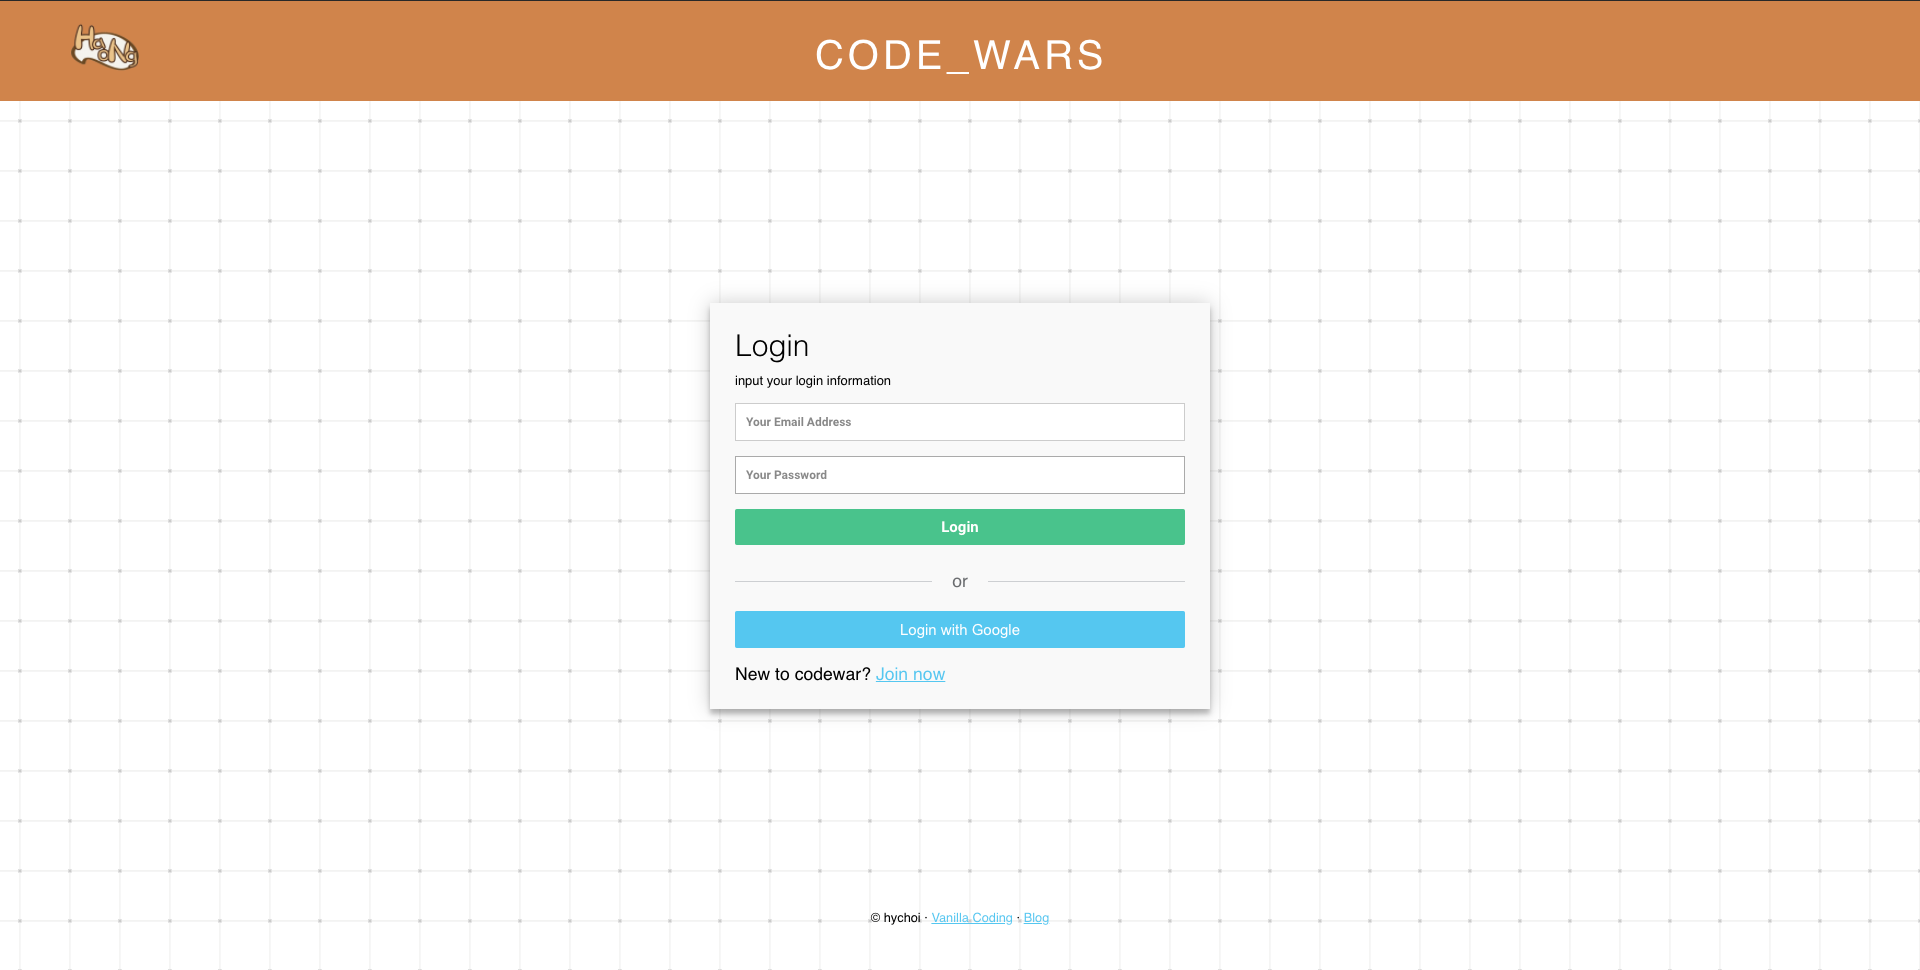 CODE_WARS
Login
input your login information
Your Email Address
Your Password
Login
or
Login with Google
New to codewar? Join now
© hychoi · Vanilla Coding · Blog